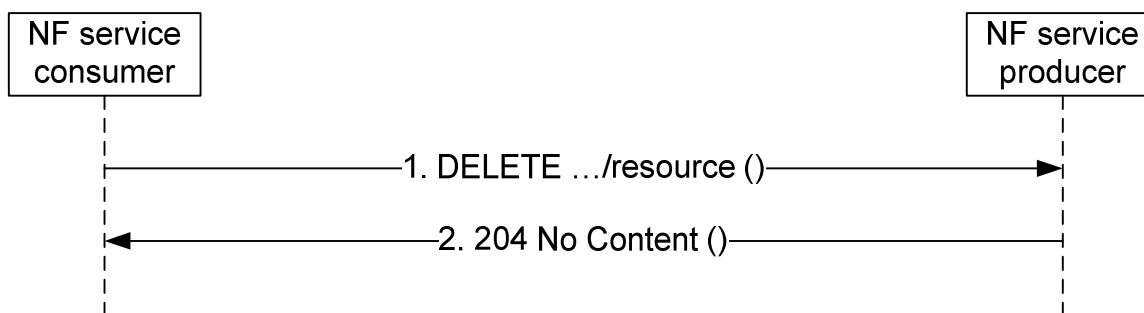 NF service
consumer
NF service
producer
1. DELETE …/resource ()
2. 204 No Content ()